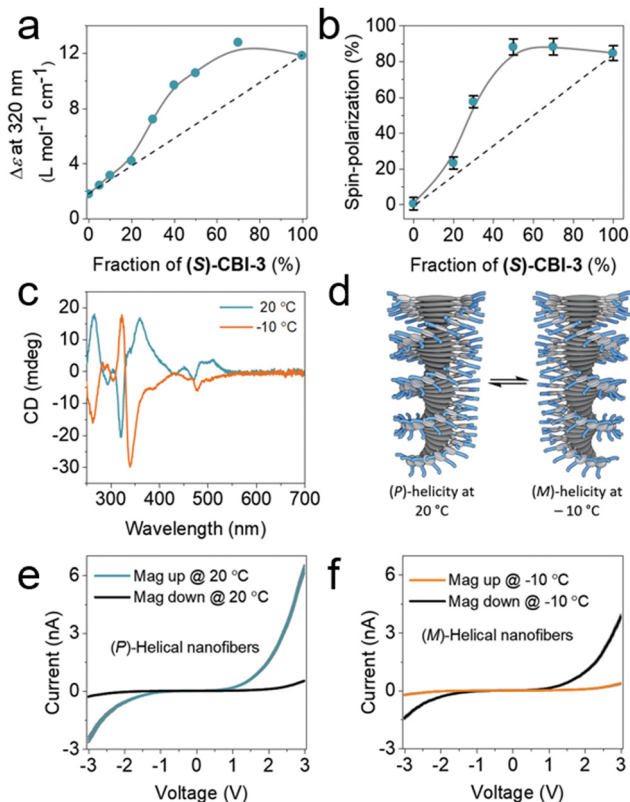 a
Δε at 320 nm
(L mol⁻¹ cm⁻¹)
12
8
4
0
0 20 40 60 80 100
Fraction of (S)-CBI-3 (%)
b
Spin-polarization (%)
100
80
60
40
20
0
0 20 40 60 80 100
Fraction of (S)-CBI-3 (%)
c
CD (mdeg)
20
10
0
-10
-20
-30
20 °C
-10 °C
300 400 500 600 700
Wavelength (nm)
d
(P)-helicity at
20 °C
(M)-helicity at
– 10 °C
e
Current (nA)
6
3
0
-3
Mag up @ 20 °C
Mag down @ 20 °C
(P)-Helical nanofibers
-3 -2 -1 0 1 2 3
Voltage (V)
f
Current (nA)
6
3
0
-3
Mag up @ -10 °C
Mag down @ -10 °C
(M)-Helical nanofibers
-3 -2 -1 0 1 2 3
Voltage (V)